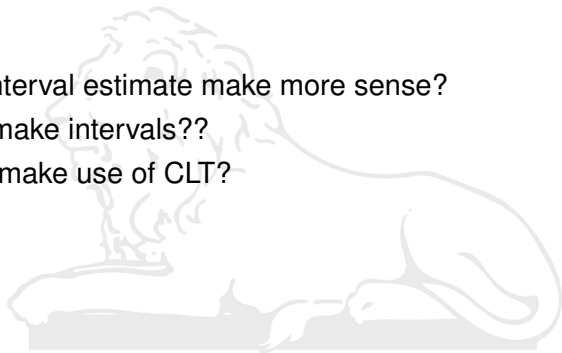 nterval estimate make more sense?
make intervals??
make use of CLT?